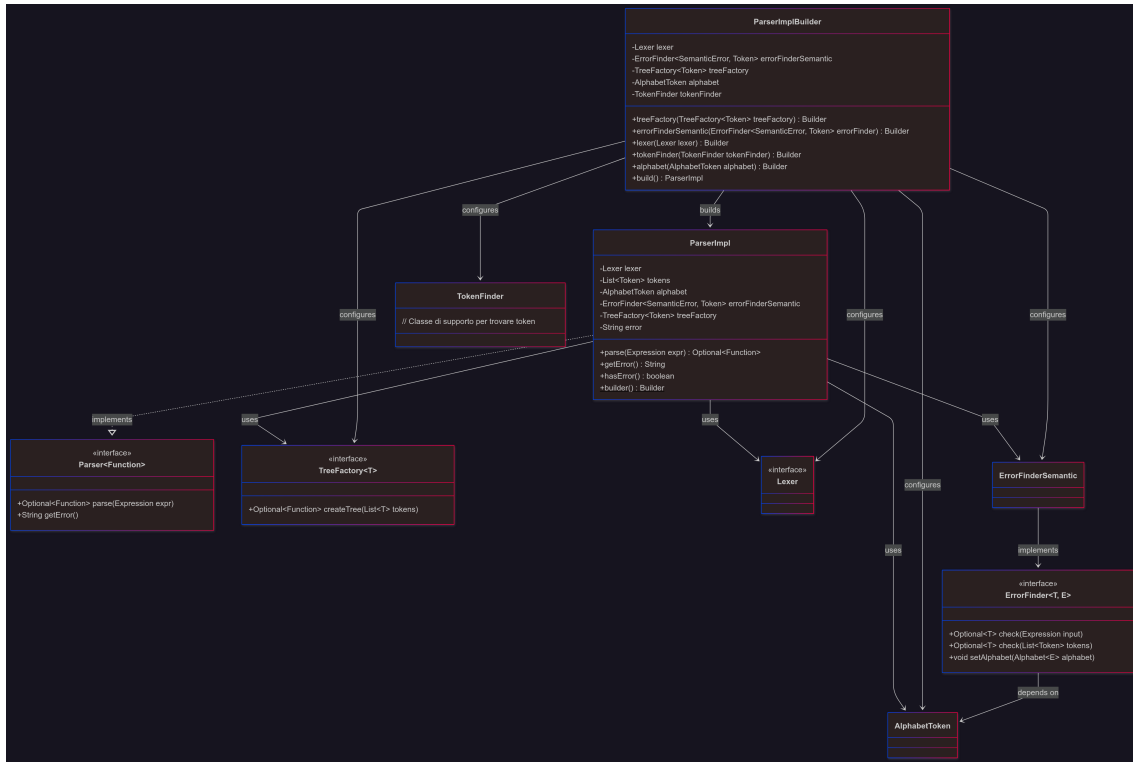 ParserImplBuilder
-Lexer lexer
-ErrorFinder<SemanticError, Token> errorFinderSemantic
-TreeFactory<Token> treeFactory
-AlphabetToken alphabet
-TokenFinder tokenFinder
+treeFactory(TreeFactory<Token> treeFactory) : Builder
+errorFinderSemantic(ErrorFinder<SemanticError, Token> errorFinder) : Builder
+lexer(Lexer lexer) : Builder
+tokenFinder(TokenFinder tokenFinder) : Builder
+alphabet(AlphabetToken alphabet) : Builder
+build() : ParserImpl
configures
builds
ParserImpl
-Lexer lexer
-List<Token> tokens
-AlphabetToken alphabet
-ErrorFinder<SemanticError, Token> errorFinderSemantic
-TreeFactory<Token> treeFactory
-String error
+parse(Expression expr) : Optional<Function>
+getError() : String
+hasError() : boolean
+builder() : Builder
TokenFinder
// Classe di supporto per trovare token
configures
configures
configures
implements
uses
uses
uses
«interface»
Parser<Function>
+Optional<Function> parse(Expression expr)
+String getError()
«interface»
TreeFactory<T>
+Optional<Function> createTree(List<T> tokens)
«interface»
Lexer
ErrorFinderSemantic
configures
uses
implements
«interface»
ErrorFinder<T, E>
+Optional<T> check(Expression input)
+Optional<T> check(List<Token> tokens)
+void setAlphabet(Alphabet<E> alphabet)
depends on
AlphabetToken